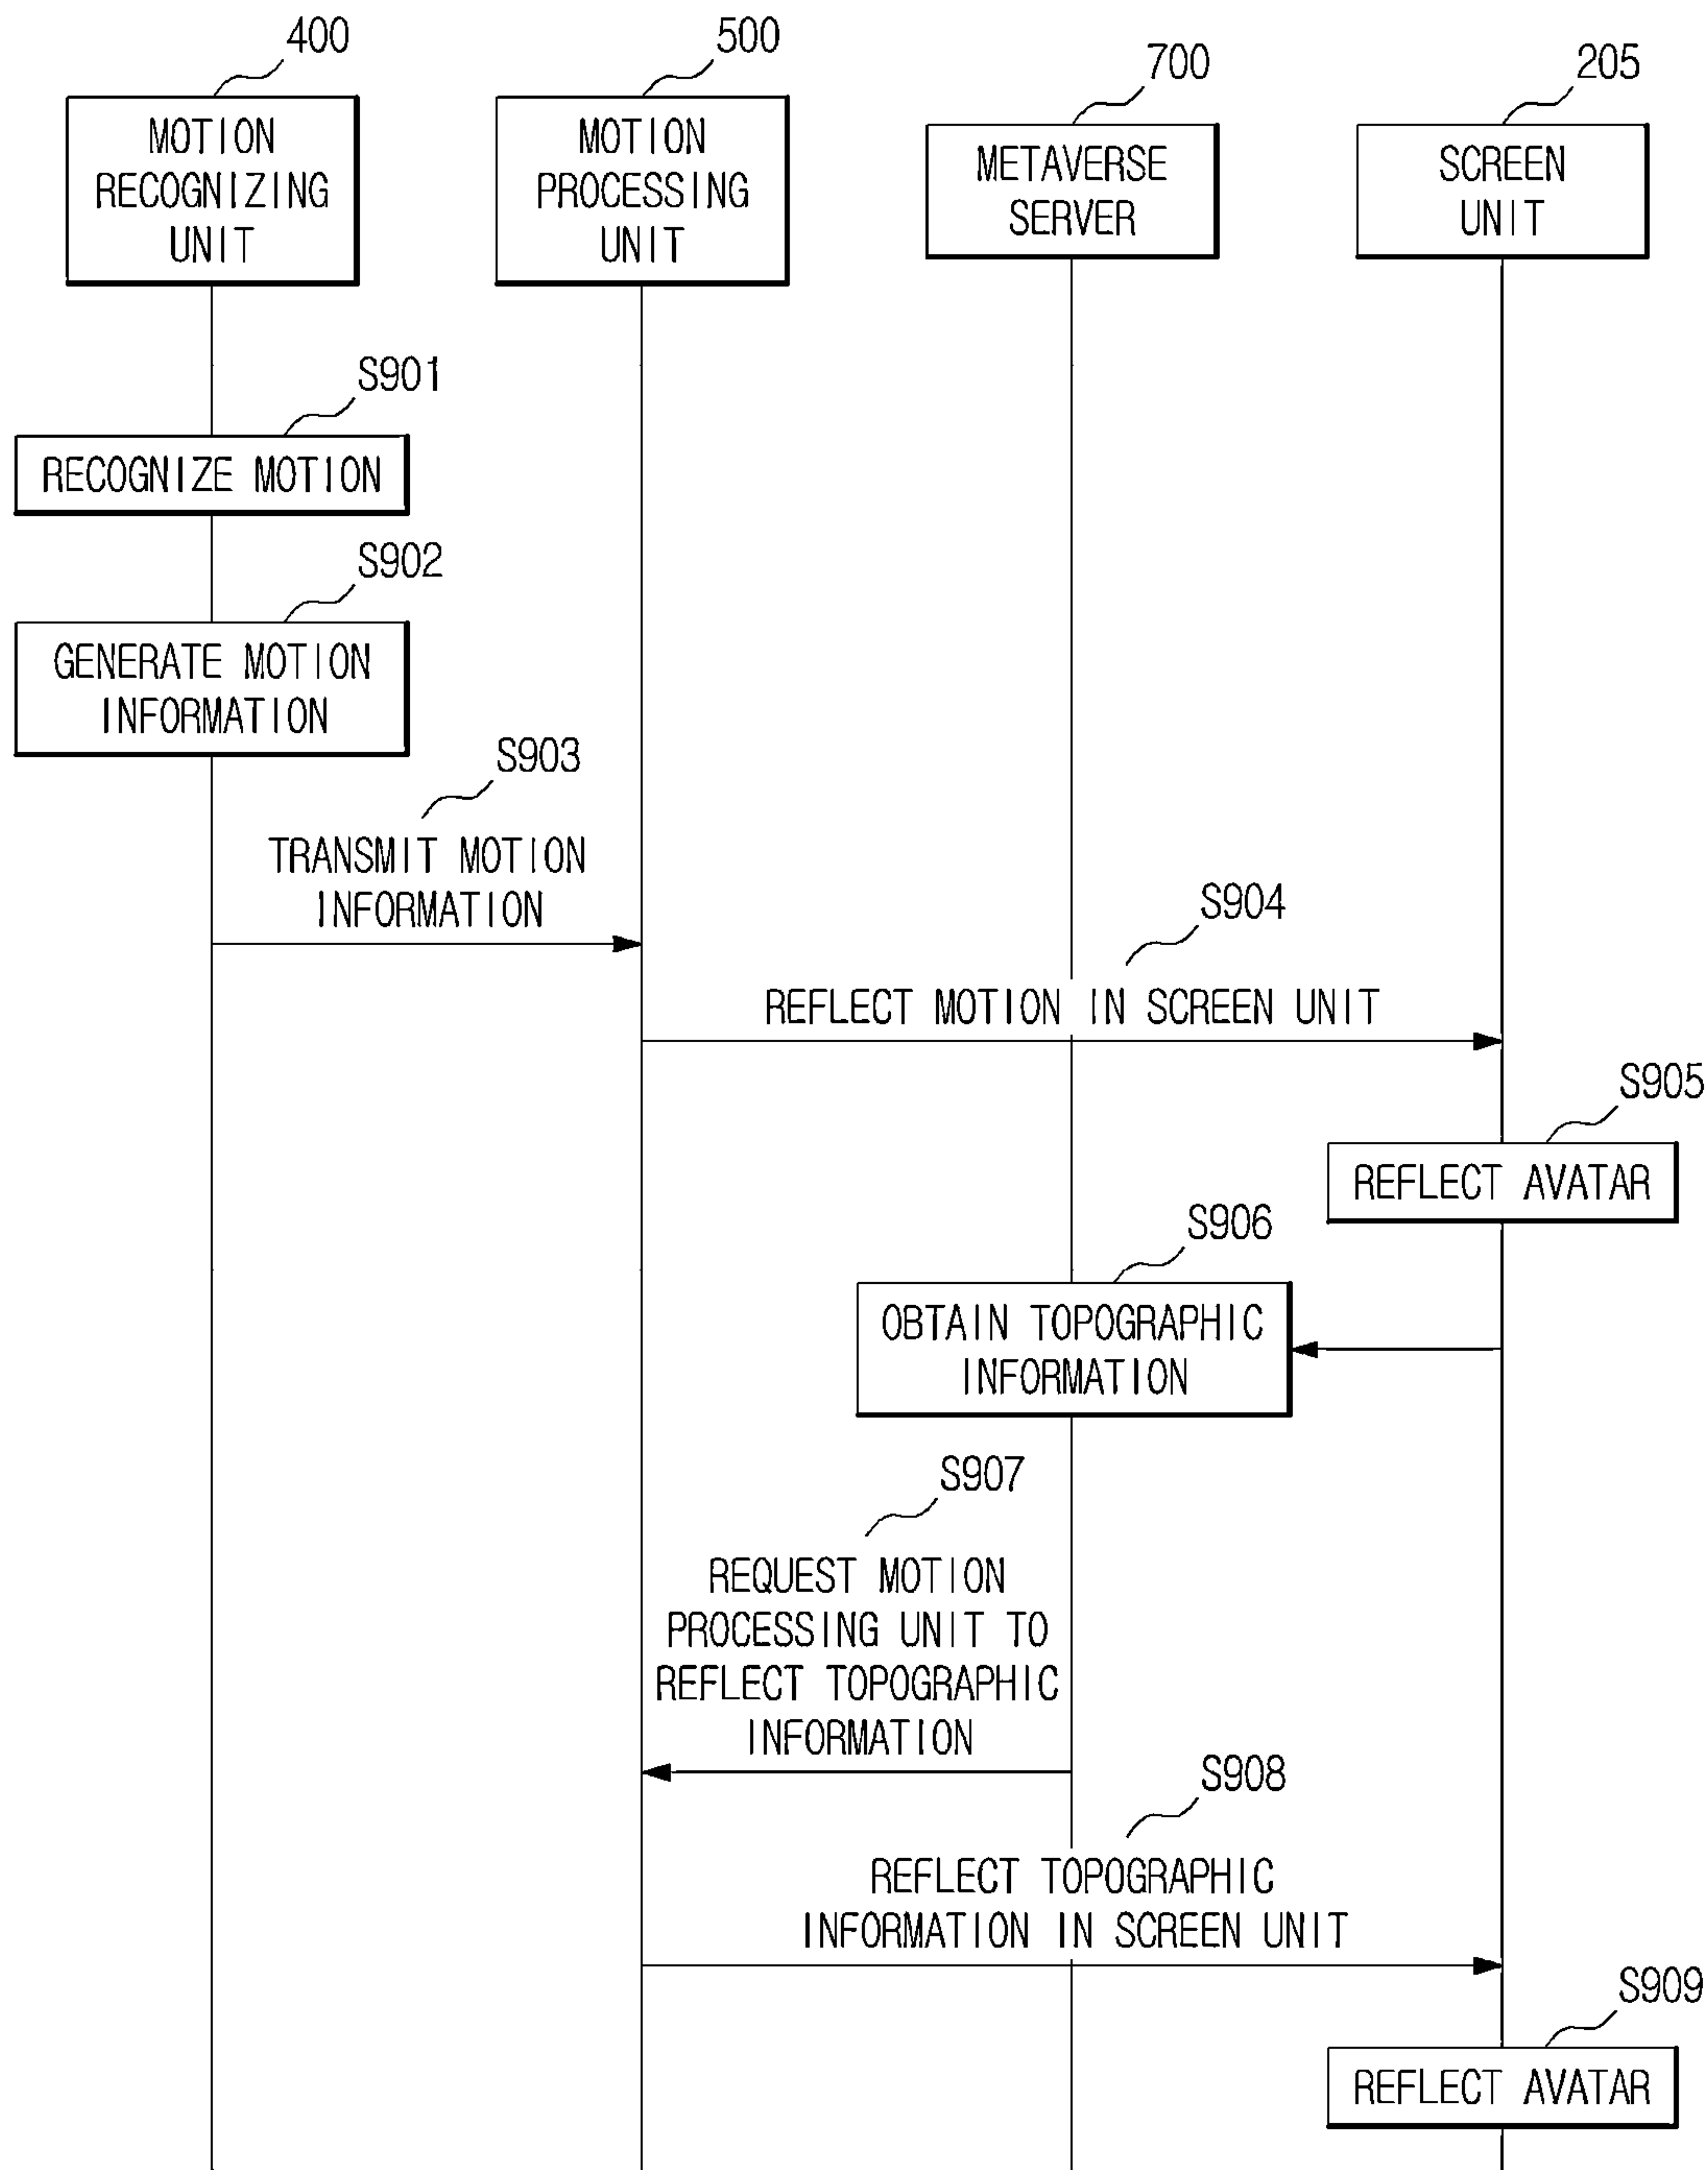 400
500
700
205
MOTION
RECOGNIZING
UNIT
MOTION
PROCESSING
UNIT
METAVERSE
SERVER
SCREEN
UNIT
S901
RECOGNIZE MOTION
S902
GENERATE MOTION
INFORMATION
S903
TRANSMIT MOTION
INFORMATION
S904
REFLECT MOTION IN SCREEN UNIT
S905
REFLECT AVATAR
S906
OBTAIN TOPOGRAPHIC
INFORMATION
S907
REQUEST MOTION
PROCESSING UNIT TO
REFLECT TOPOGRAPHIC
INFORMATION
S908
REFLECT TOPOGRAPHIC
INFORMATION IN SCREEN UNIT
S909
REFLECT AVATAR